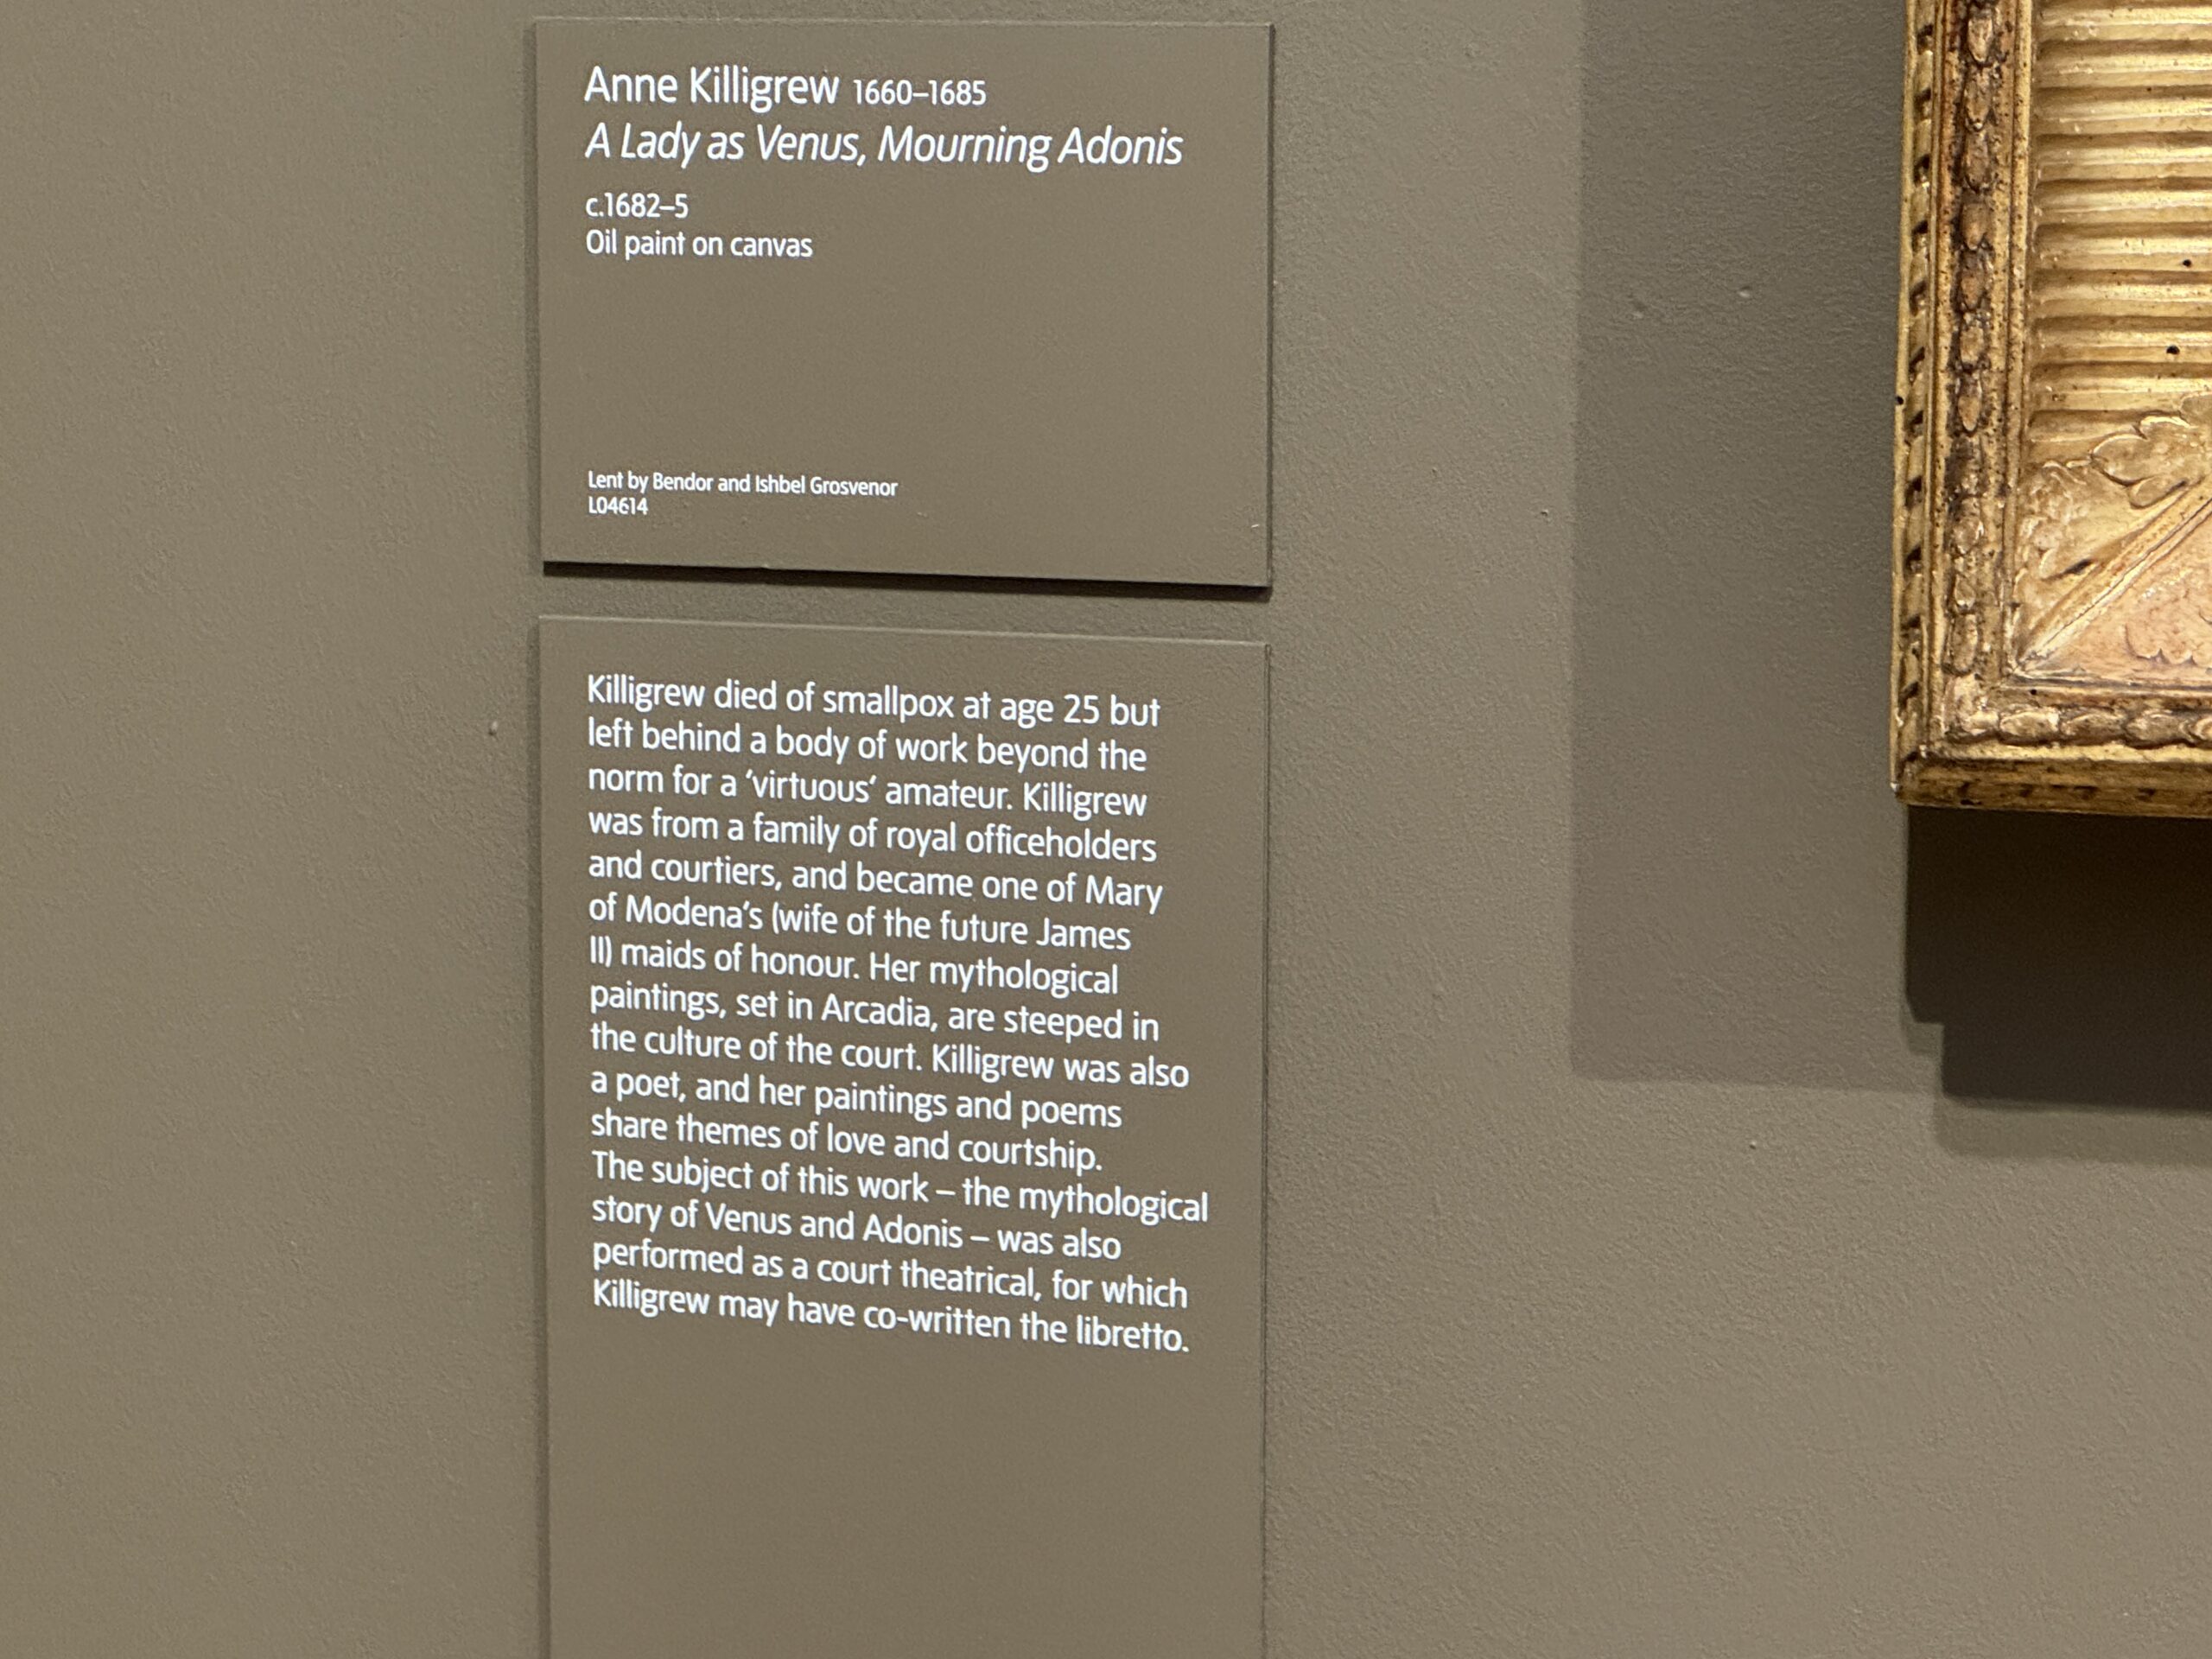 Anne Killigrew 1660–1685
A Lady as Venus, Mourning Adonis
c.1682–5
Oil paint on canvas
Lent by Bendor and Ishbel Grosvenor
L04614
Killigrew died of smallpox at age 25 but
left behind a body of work beyond the
norm for a ‘virtuous’ amateur. Killigrew
was from a family of royal officeholders
and courtiers, and became one of Mary
of Modena’s (wife of the future James
II) maids of honour. Her mythological
paintings, set in Arcadia, are steeped in
the culture of the court. Killigrew was also
a poet, and her paintings and poems
share themes of love and courtship.
The subject of this work – the mythological
story of Venus and Adonis – was also
performed as a court theatrical, for which
Killigrew may have co-written the libretto.